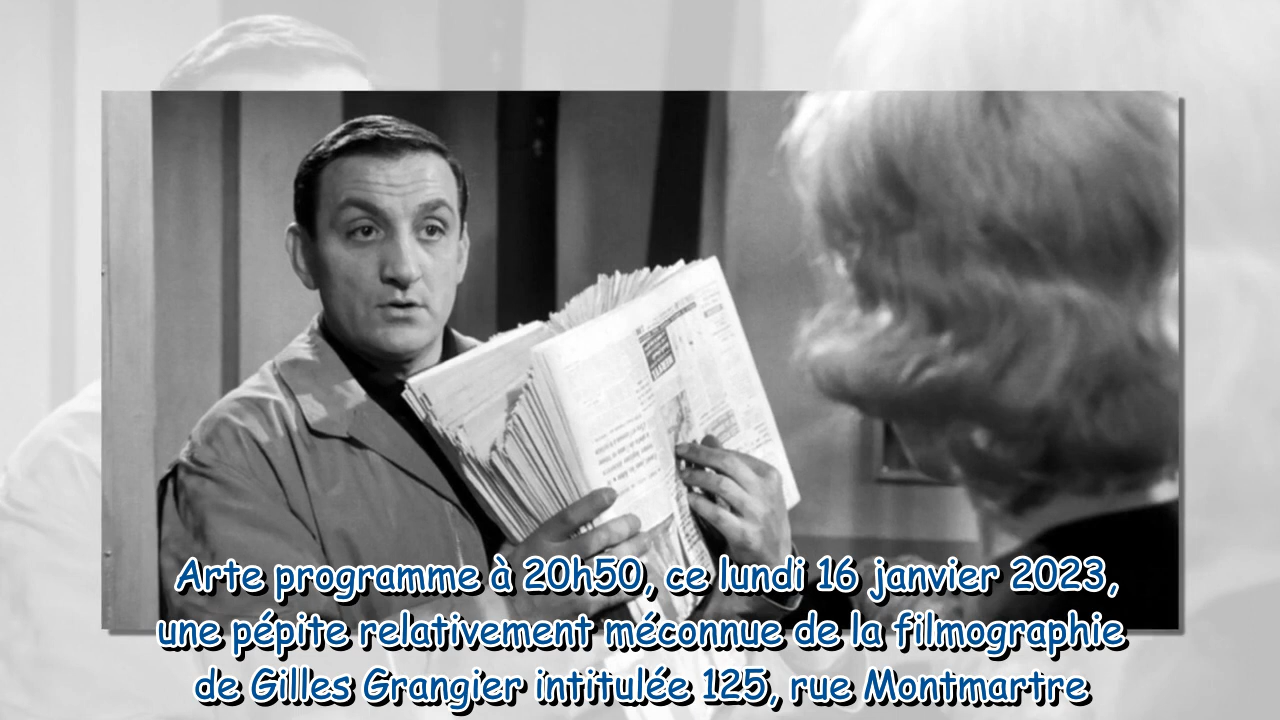 Arte programme à 20h50, ce lundi 16 janvier 2023,
une pépite relativement méconnue de la filmographie
de Gilles Grangier intitulée 125, rue Montmartre